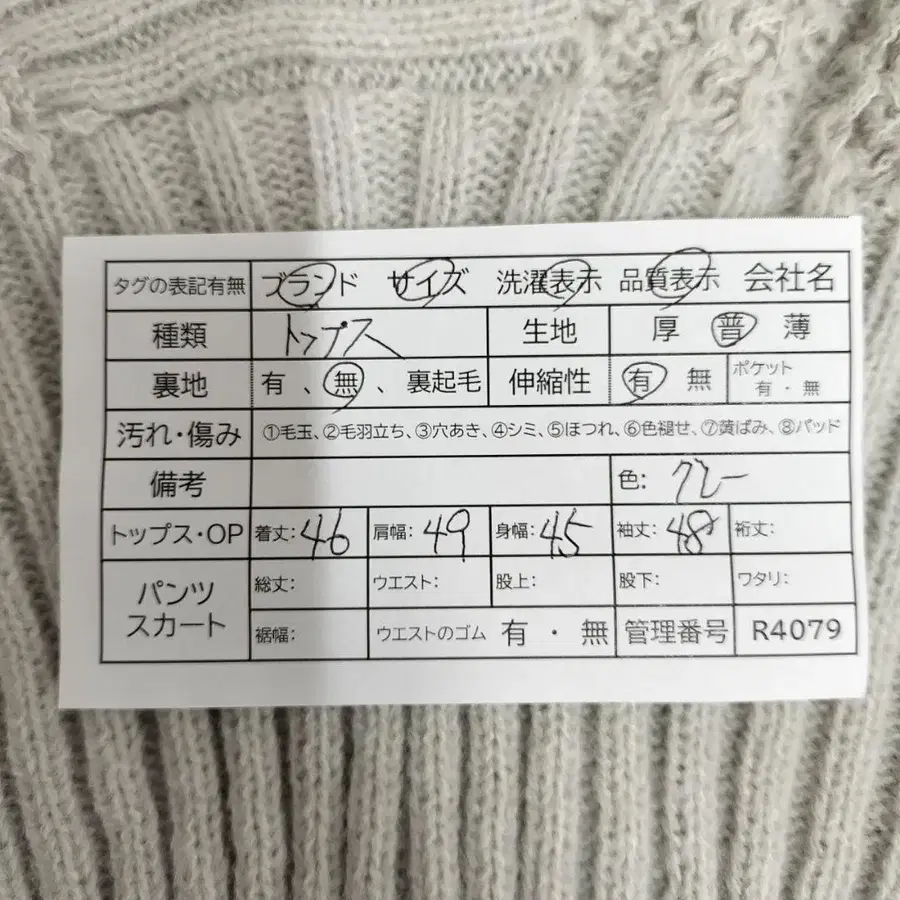 タグの表記有無 ブランド サイズ 洗濯表示 品質表示 会社名
種類 トップス 生地 厚 普 薄
裏地 有 、無 、裏起毛 伸縮性 有 無 ポケット 有・無
汚れ・傷み ①毛玉、②毛羽立ち、③穴あき、④シミ、⑤ほつれ、⑥色褪せ、⑦黄ばみ、⑧パッド
備考 色: グレー
トップス・OP 着丈:46 肩幅:49 身幅:45 袖丈:48 裄丈:
パンツ スカート 総丈: ウエスト: 股上: 股下: ワタリ:
裾幅: ウエストのゴム 有・無 管理番号 R4079